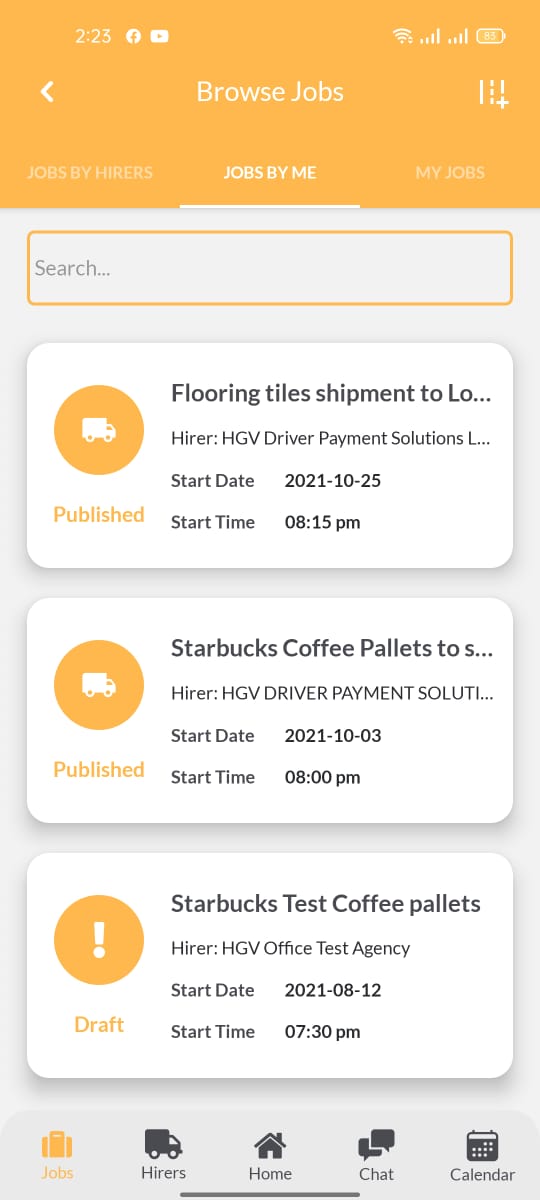 2:23
83
Browse Jobs
JOBS BY HIRERS JOBS BY ME MY JOBS
Search...
Flooring tiles shipment to Lo...
Hirer: HGV Driver Payment Solutions L...
Start Date 2021-10-25
Published
Start Time 08:15 pm
Starbucks Coffee Pallets to s...
Hirer: HGV DRIVER PAYMENT SOLUTI...
Start Date 2021-10-03
Published
Start Time 08:00 pm
Starbucks Test Coffee pallets
Hirer: HGV Office Test Agency
Start Date 2021-08-12
Draft
Start Time 07:30 pm
Jobs Hirers Home Chat Calendar